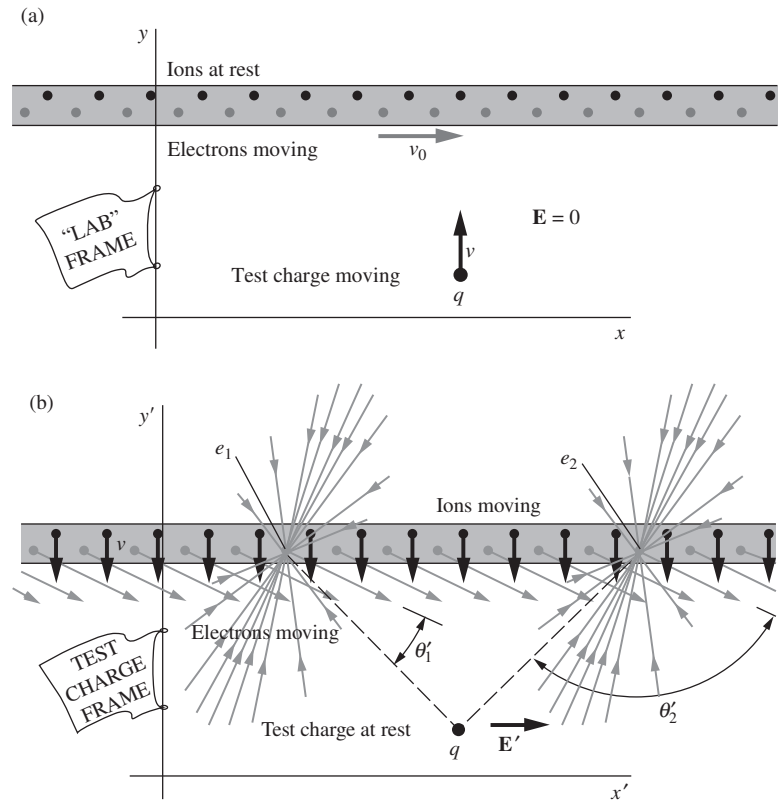 (a)
y
Ions at rest
Electrons moving
v₀
"LAB"
FRAME
E = 0
v
Test charge moving
q
x
(b)
y′
e₁
e₂
Ions moving
v
Electrons moving
θ′₁
TEST
CHARGE
FRAME
θ′₂
Test charge at rest
q
E′
x′